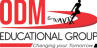 ODM
EDUCATIONAL GROUP
Changing your Tomorrow